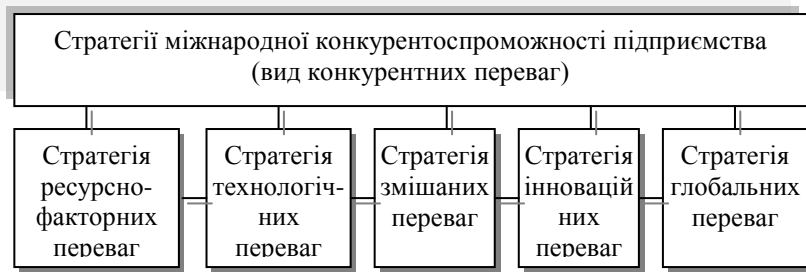 Стратегії міжнародної конкурентоспроможності підприємства
(вид конкурентних переваг)
Стратегія
ресурсно-
факторних
переваг
Стратегія
технологіч-
них
переваг
Стратегія
змішаних
переваг
Стратегія
інновацій
них
переваг
Стратегія
глобальних
переваг